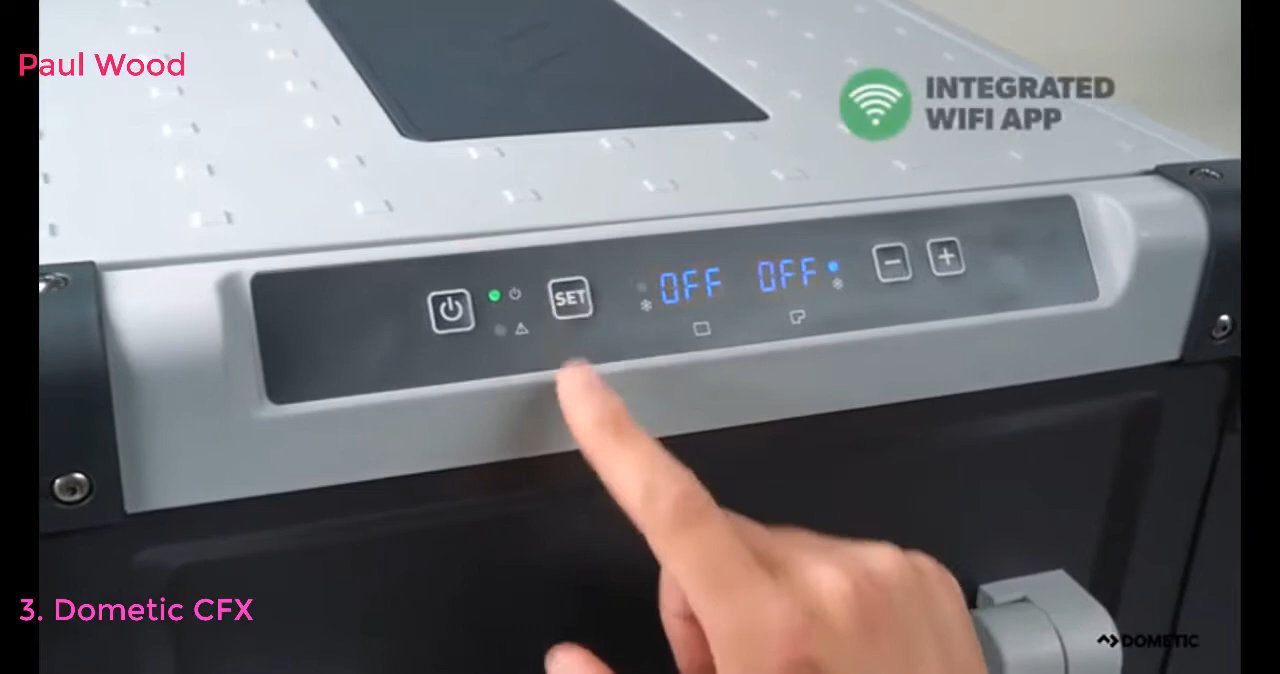 Paul Wood
INTEGRATED
WIFI APP
SET
OFF
OFF
3. Dometic CFX
DOMETIC